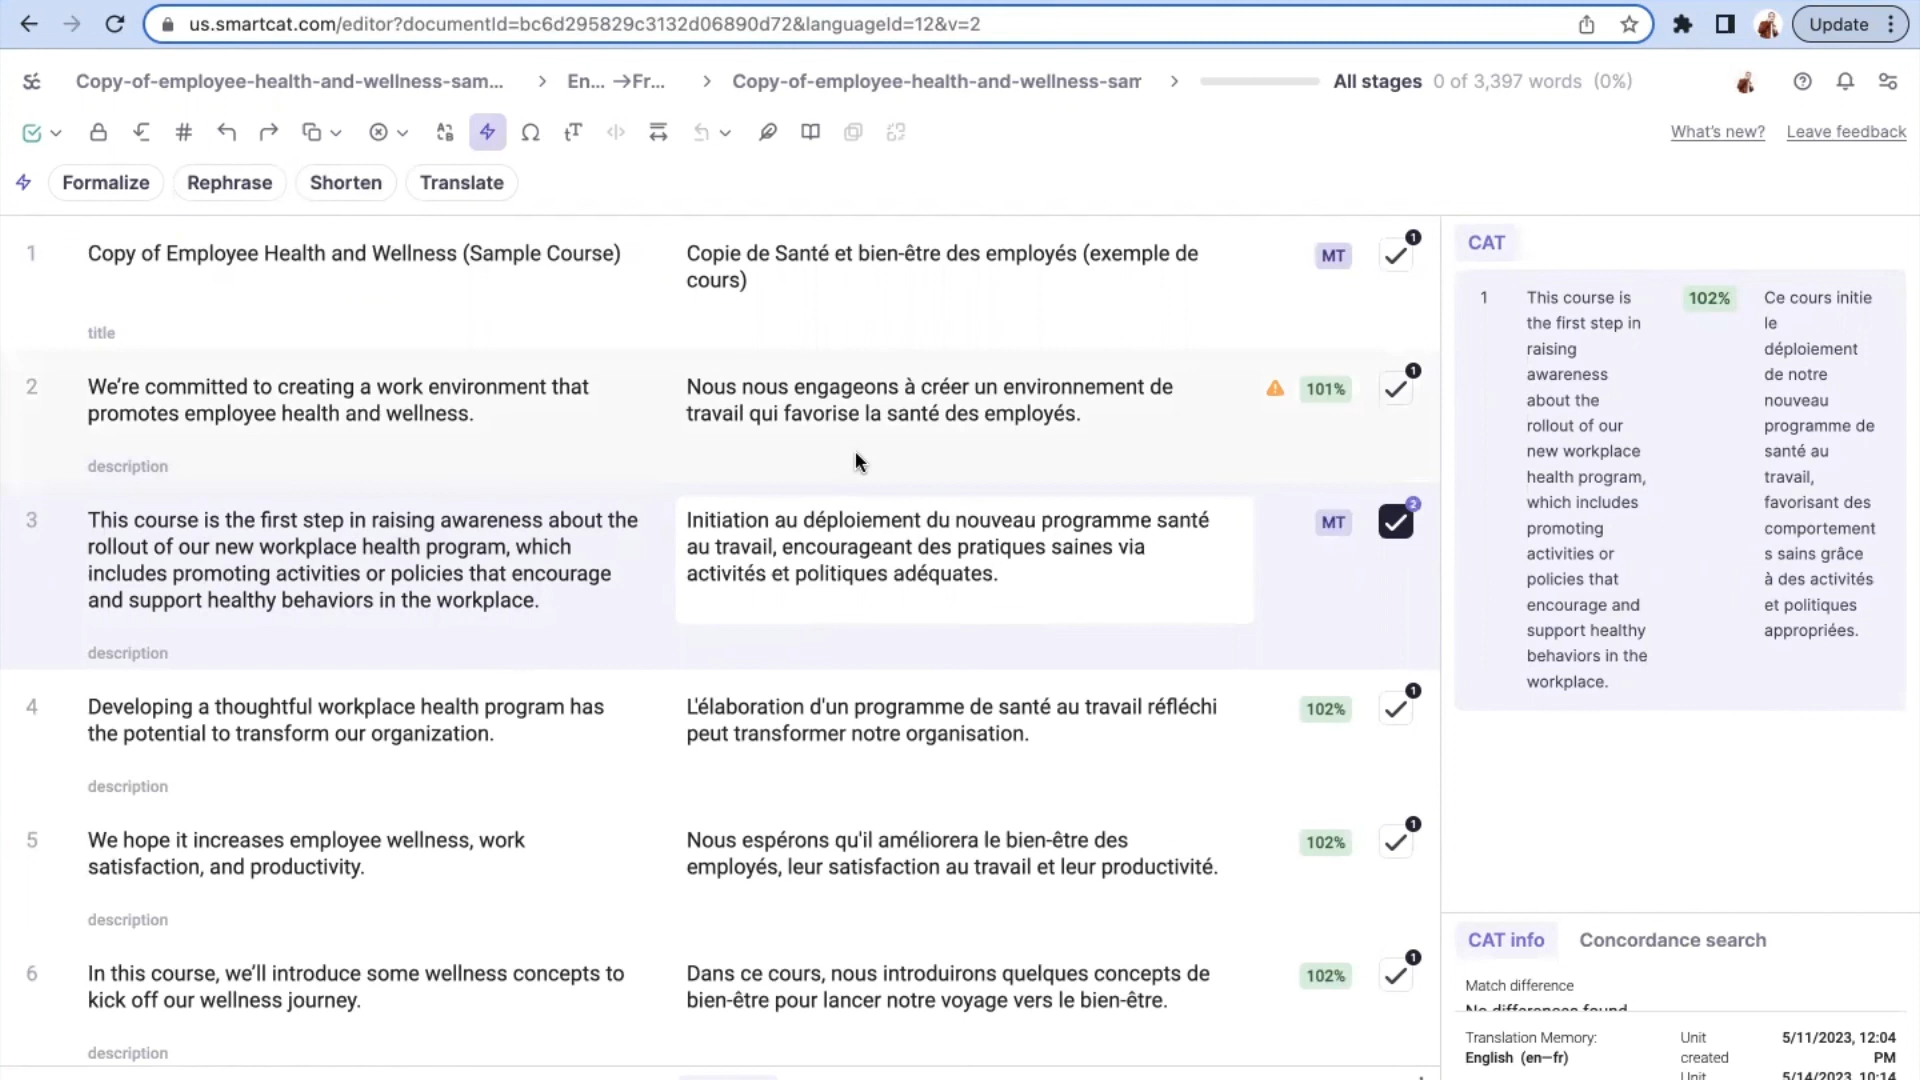 us.smartcat.com/editor?documentId=bc6d295829c3132d06890d72&languageId=12&v=2
Update
Copy-of-employee-health-and-wellness-sam... > En... →Fr... > Copy-of-employee-health-and-wellness-sam > All stages 0 of 3,397 words (0%)
What's new? Leave feedback
Formalize Rephrase Shorten Translate
1
Copy of Employee Health and Wellness (Sample Course)
title
Copie de Santé et bien-être des employés (exemple de
cours)
MT
1
2
We’re committed to creating a work environment that
promotes employee health and wellness.
description
Nous nous engageons à créer un environnement de
travail qui favorise la santé des employés.
101%
1
3
This course is the first step in raising awareness about the
rollout of our new workplace health program, which
includes promoting activities or policies that encourage
and support healthy behaviors in the workplace.
description
Initiation au déploiement du nouveau programme santé
au travail, encourageant des pratiques saines via
activités et politiques adéquates.
MT
2
4
Developing a thoughtful workplace health program has
the potential to transform our organization.
description
L'élaboration d'un programme de santé au travail réfléchi
peut transformer notre organisation.
102%
1
5
We hope it increases employee wellness, work
satisfaction, and productivity.
description
Nous espérons qu'il améliorera le bien-être des
employés, leur satisfaction au travail et leur productivité.
102%
1
6
In this course, we’ll introduce some wellness concepts to
kick off our wellness journey.
description
Dans ce cours, nous introduirons quelques concepts de
bien-être pour lancer notre voyage vers le bien-être.
102%
1
CAT
1
This course is
the first step in
raising
awareness
about the
rollout of our
new workplace
health program,
which includes
promoting
activities or
policies that
encourage and
support healthy
behaviors in the
workplace.
102%
Ce cours initie
le
déploiement
de notre
nouveau
programme de
santé au
travail,
favorisant des
comportement
s sains grâce
à des activités
et politiques
appropriées.
CAT info Concordance search
Match difference
No differences found
Translation Memory:
English (en—fr)
Unit
created
5/11/2023, 12:04
PM
Unit
5/14/2023, 10:14